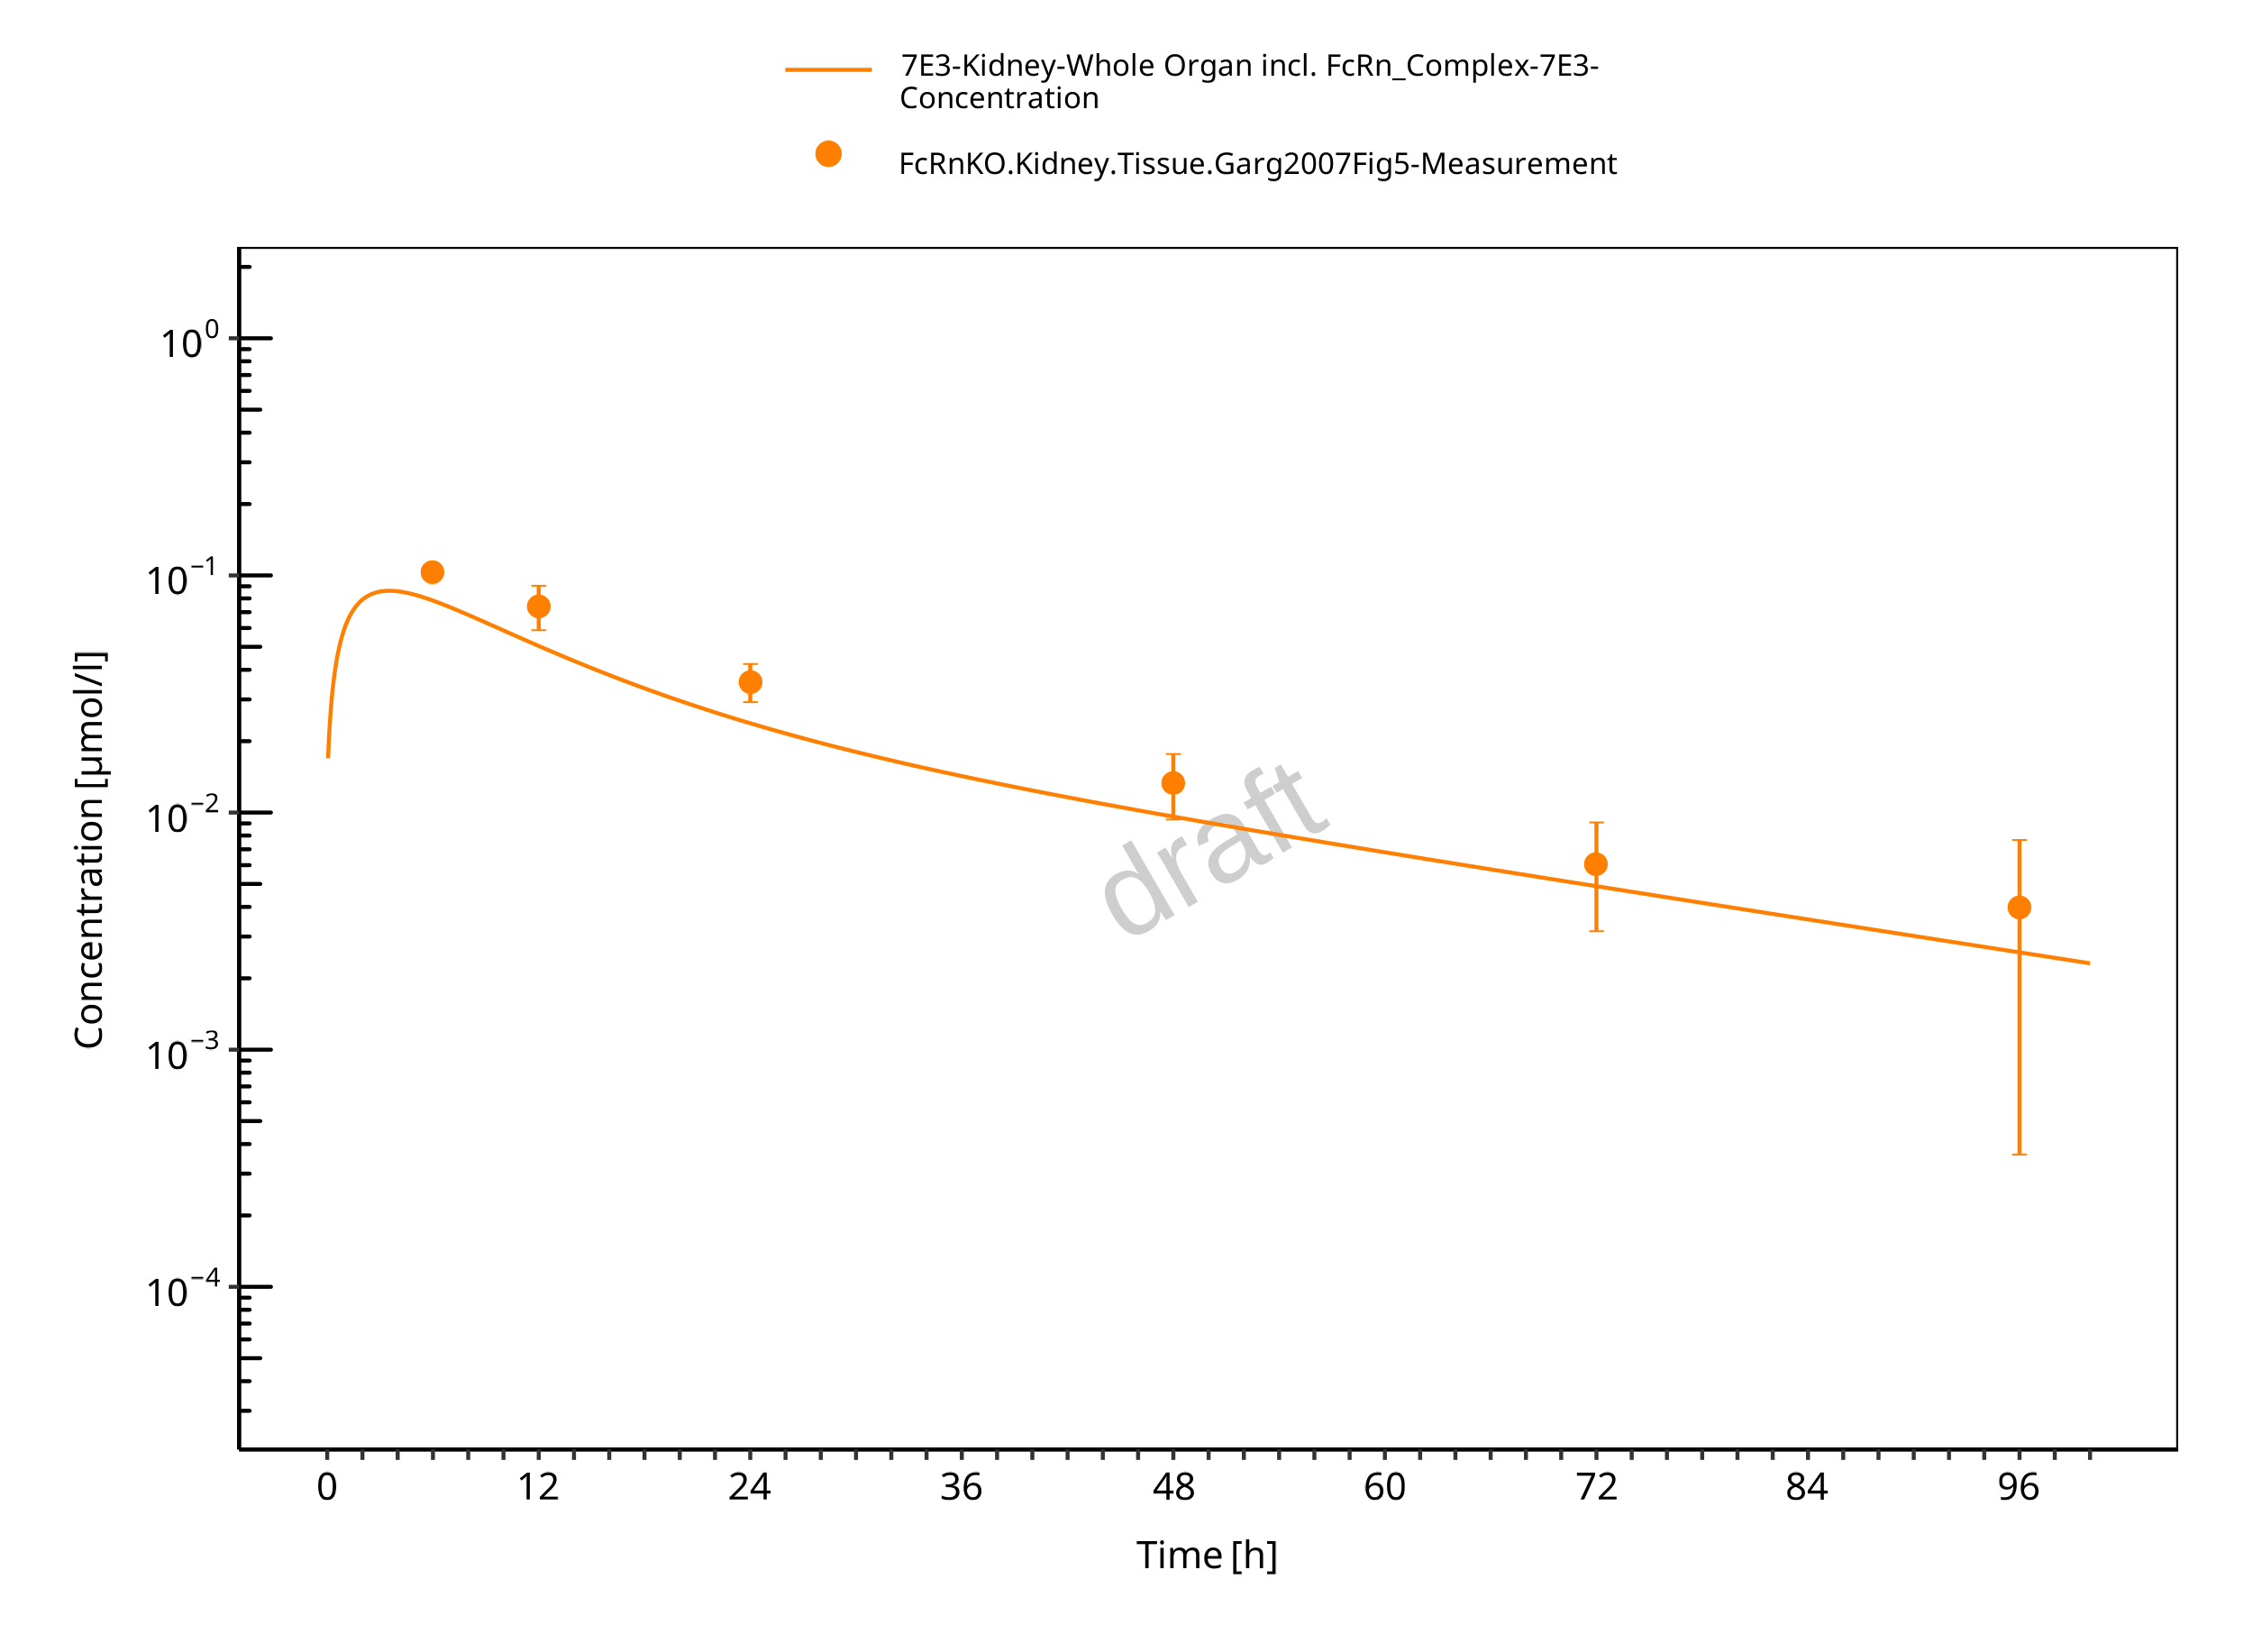 7E3-Kidney-Whole Organ incl. FcRn_Complex-7E3-
Concentration
FcRnKO.Kidney.Tissue.Garg2007Fig5-Measurement
10^0
10^−1
10^−2
10^−3
10^−4
Concentration [µmol/l]
draft
0 12 24 36 48 60 72 84 96
Time [h]